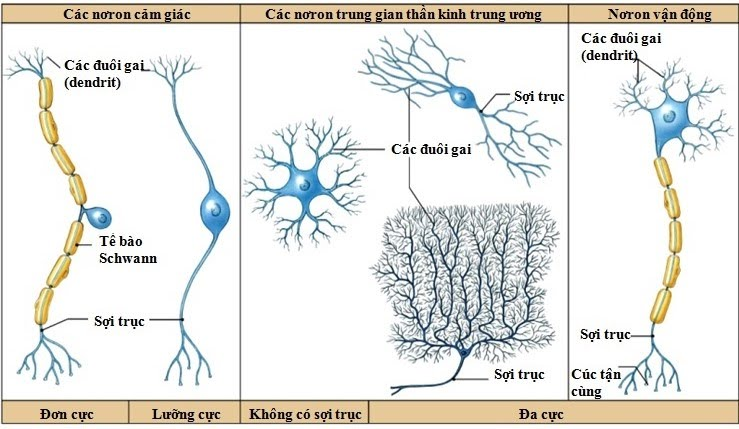 Các nơron cảm giác
Các nơron trung gian thần kinh trung ương
Nơron vận động
Các đuôi gai
(dendrit)
Tế bào
Schwann
Sợi trục
Sợi trục
Các đuôi gai
Sợi trục
Các đuôi gai
(dendrit)
Sợi trục
Cúc tận
cùng
Đơn cực
Lưỡng cực
Không có sợi trục
Đa cực